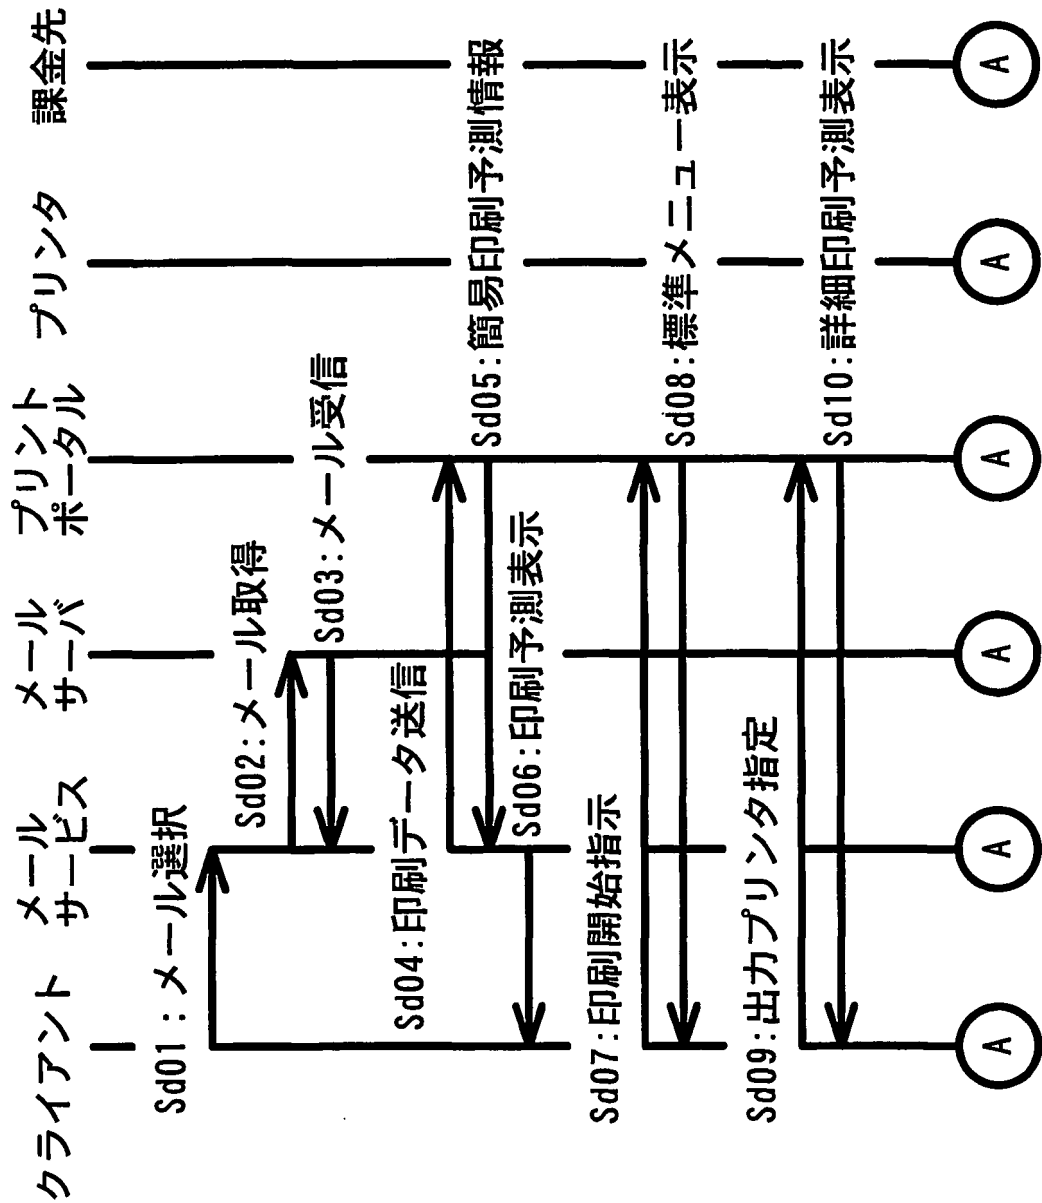 クライアント
メール
サービス
メール
サーバ
プリント
ポータル
プリンタ
課金先
Sd01:メール選択
Sd02:メール取得
Sd03:メール受信
Sd04:印刷データ送信
Sd05:簡易印刷予測情報
Sd06:印刷予測表示
Sd07:印刷開始指示
Sd08:標準メニュー表示
Sd09:出力プリンタ指定
Sd10:詳細印刷予測表示
A
A
A
A
A
A